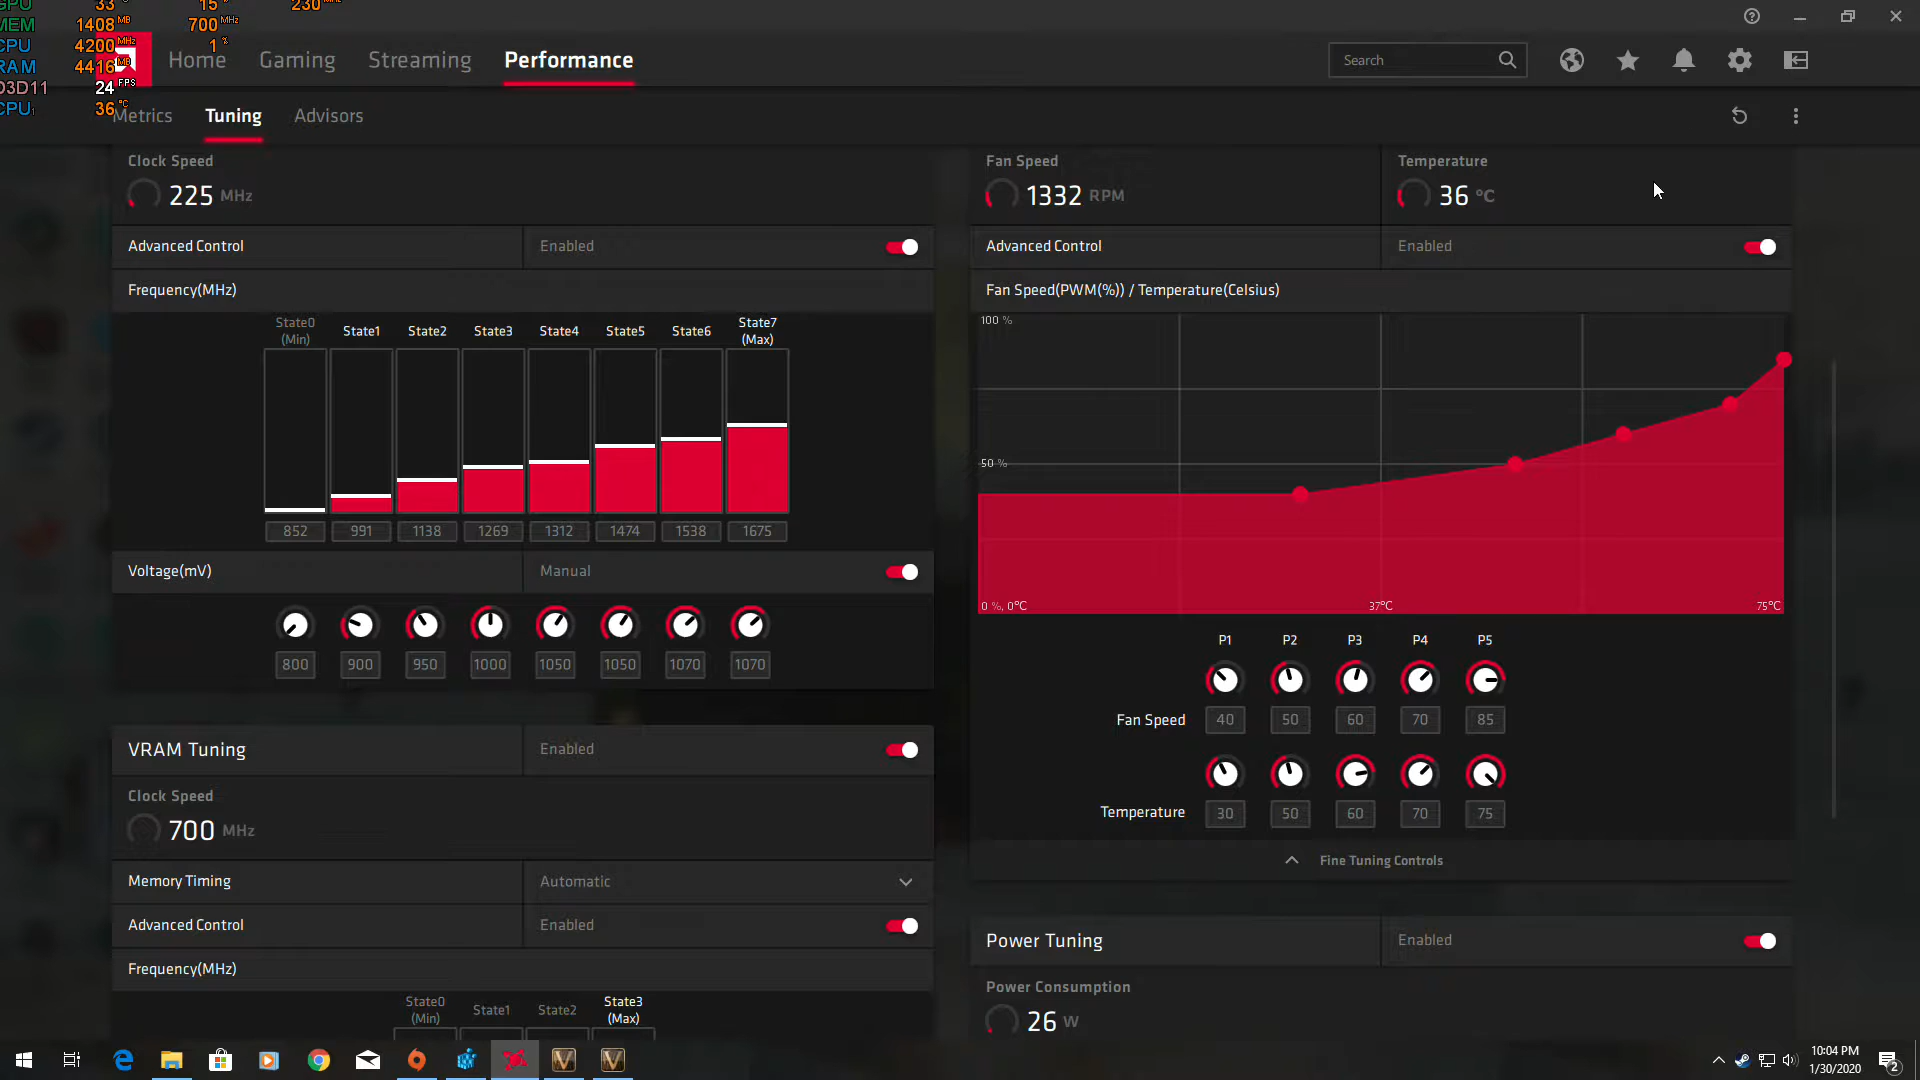 GPU 33 °C 15 % 230 MHz
MEM 1408 MB 700 MHz
CPU 4200 MHz 1 %
RAM 4416 MB
D3D11 24 FPS
CPU1 36 °C
Home Gaming Streaming Performance
Search
Metrics Tuning Advisors
Clock Speed
225 MHz
Advanced Control Enabled
Frequency(MHz)
State0 (Min) State1 State2 State3 State4 State5 State6 State7 (Max)
852 991 1138 1269 1312 1474 1538 1675
Voltage(mV) Manual
800 900 950 1000 1050 1050 1070 1070
VRAM Tuning Enabled
Clock Speed
700 MHz
Memory Timing Automatic
Advanced Control Enabled
Frequency(MHz)
State0 (Min) State1 State2 State3 (Max)
Fan Speed Temperature
1332 RPM 36 °C
Advanced Control Enabled
Fan Speed(PWM(%)) / Temperature(Celsius)
100 %
50 %
0 %, 0°C 37°C 75°C
P1 P2 P3 P4 P5
Fan Speed 40 50 60 70 85
Temperature 30 50 60 70 75
Fine Tuning Controls
Power Tuning Enabled
Power Consumption
26 W
10:04 PM
1/30/2020
2